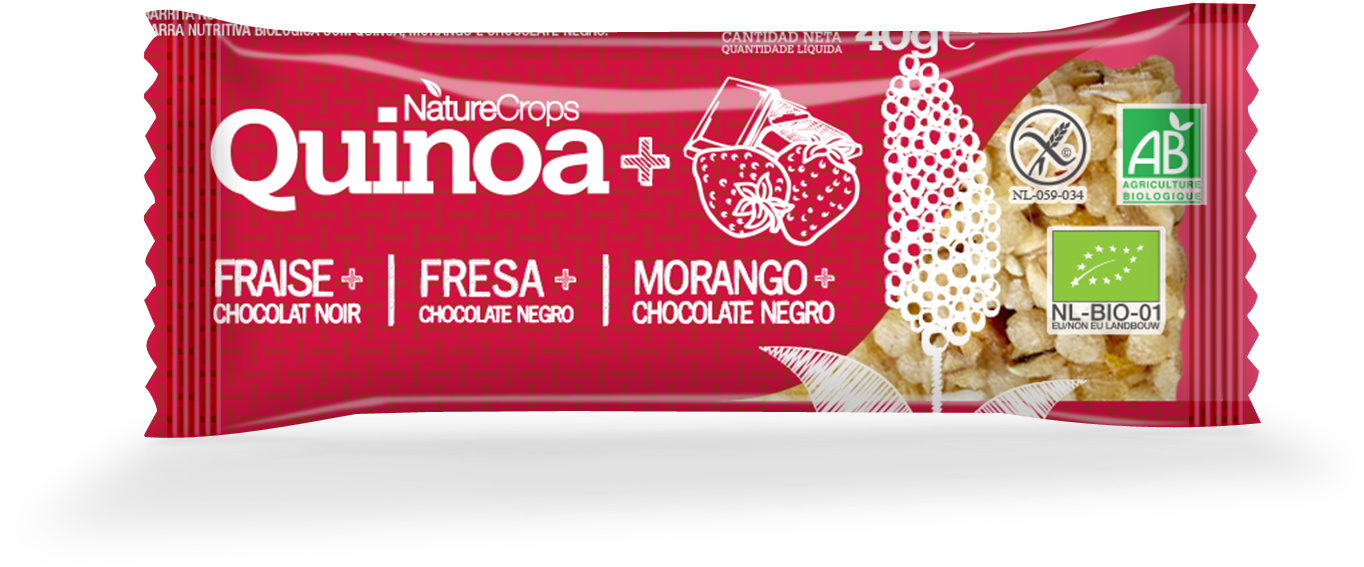 BARRA NUTRITIVA BIOLÓGICA COM QUINOA, MORANGO E CHOCOLATE NEGRO.
CANTIDAD NETA
QUANTIDADE LÍQUIDA
40g℮
NatureCrops
Quinoa+
FRAISE +
CHOCOLAT NOIR
FRESA +
CHOCOLATE NEGRO
MORANGO +
CHOCOLATE NEGRO
©
NL-059-034
AB
AGRICULTURE
BIOLOGIQUE
NL-BIO-01
EU/NON EU LANDBOUW